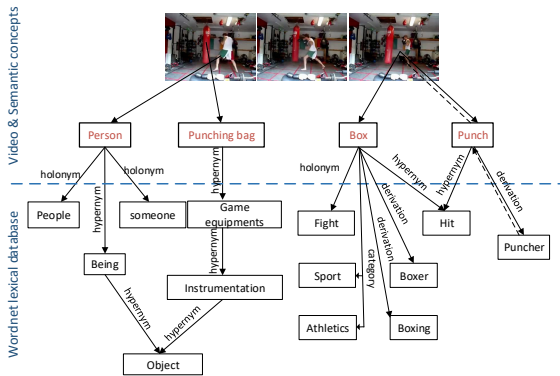 Video & Semantic concepts
Person
Punching bag
Box
Punch
holonym
hypernym
holonym
hypernym
holonym
hypernym
hypernym
derivation
derivation
derivation
category
Wordnet lexical database
People
someone
Game
equipments
Fight
Hit
Puncher
hypernym
Being
Instrumentation
Sport
Boxer
hypernym
hypernym
Athletics
Boxing
Object